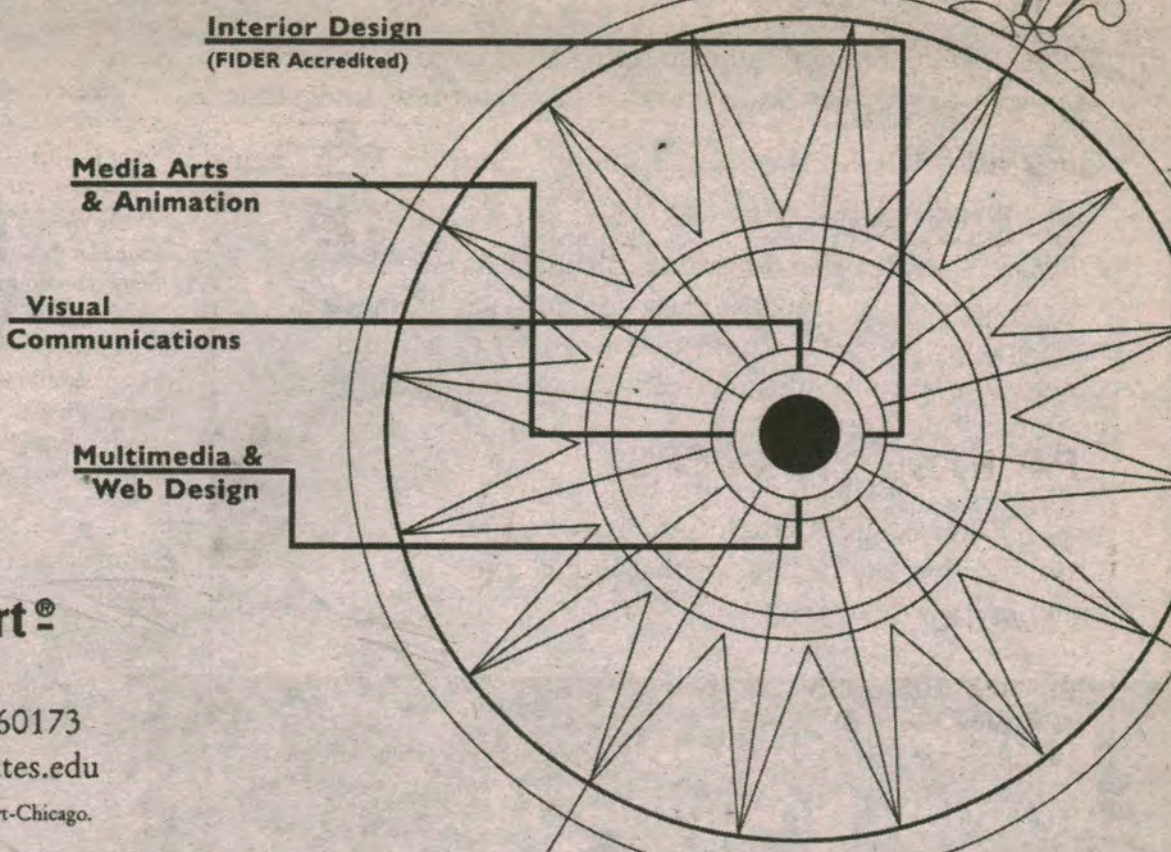 Interior Design
(FIDER Accredited)
Media Arts
& Animation
Visual
Communications
Multimedia &
Web Design
rt®
60173
tes.edu
rt-Chicago.